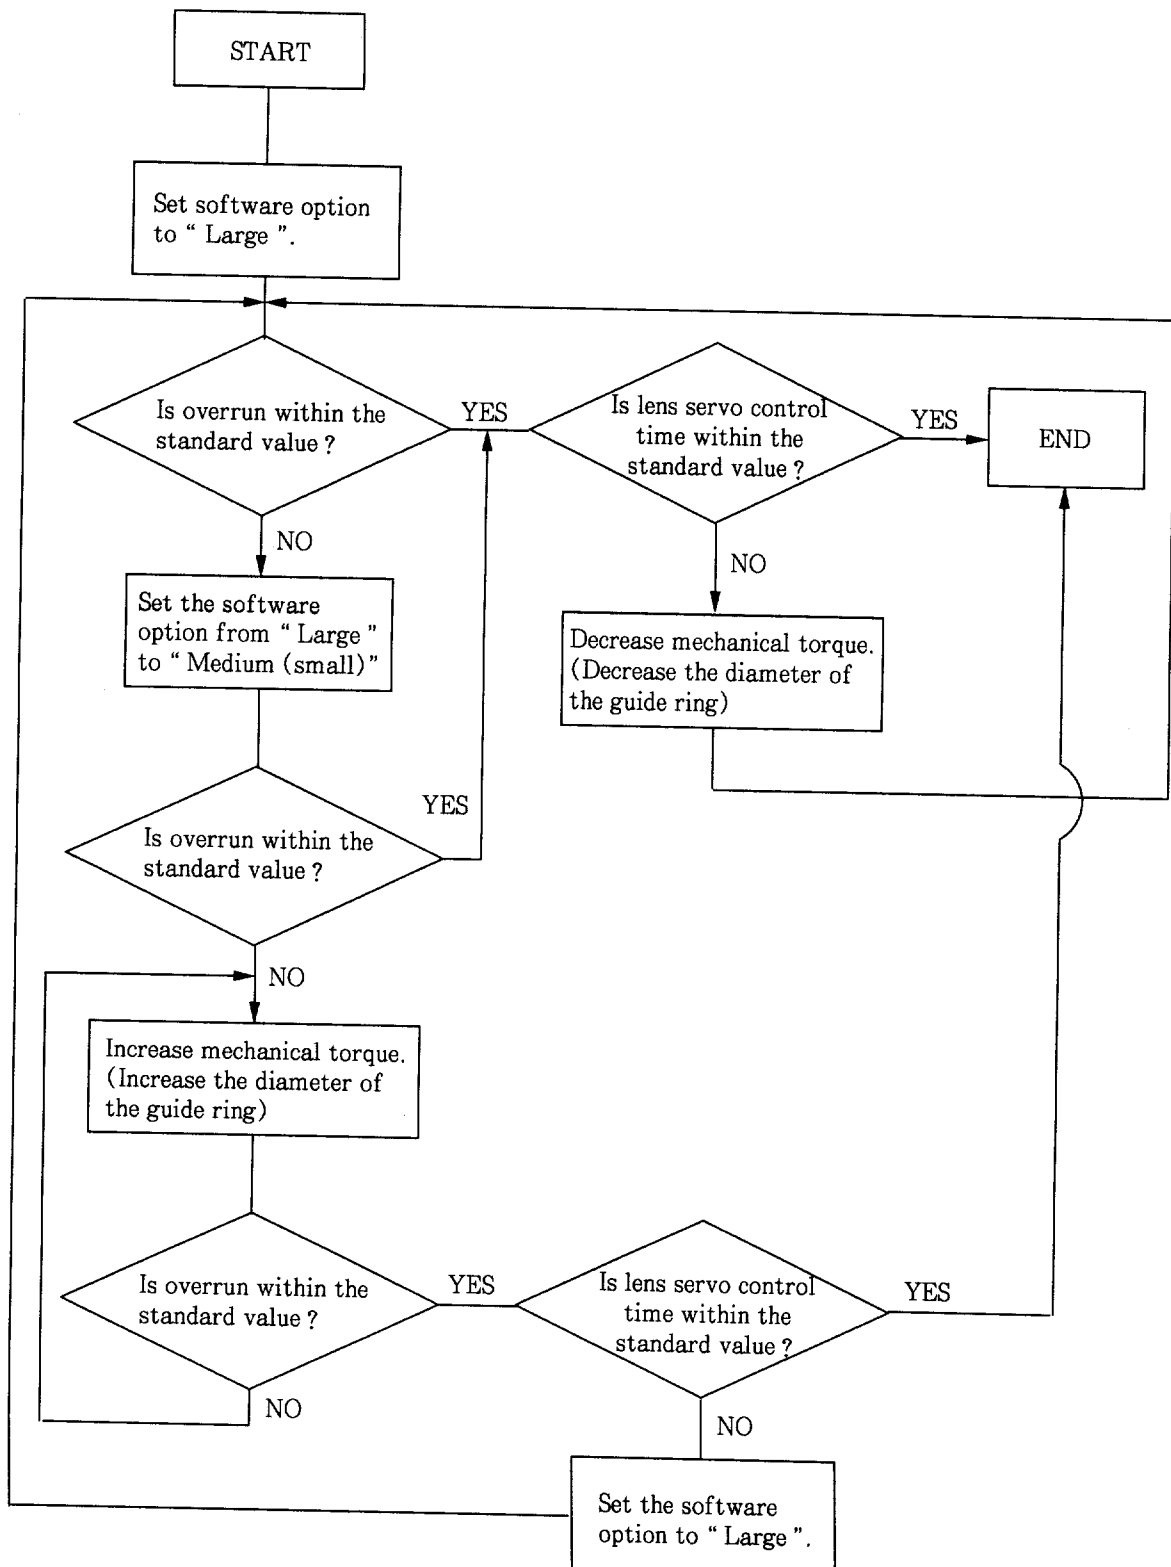 START
Set software option
to “ Large ”.
Is overrun within the
standard value ?
YES
Is lens servo control
time within the
standard value ?
YES
END
NO
Set the software
option from “ Large ”
to “ Medium (small)”
NO
Decrease mechanical torque.
(Decrease the diameter of
the guide ring)
YES
Is overrun within the
standard value ?
NO
Increase mechanical torque.
(Increase the diameter of
the guide ring)
Is overrun within the
standard value ?
YES
Is lens servo control
time within the
standard value ?
YES
NO
NO
Set the software
option to “ Large ”.